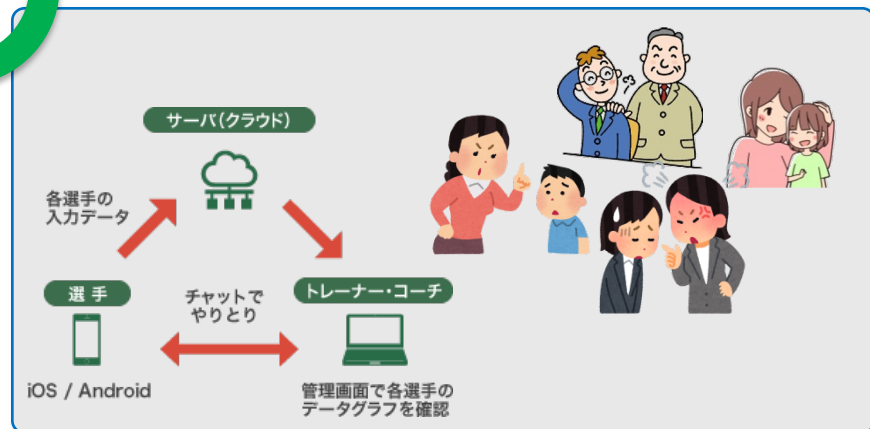 サーバ(クラウド)
各選手の
入力データ
選手
チャットで
やりとり
トレーナー・コーチ
iOS / Android
管理画面で各選手の
データグラフを確認